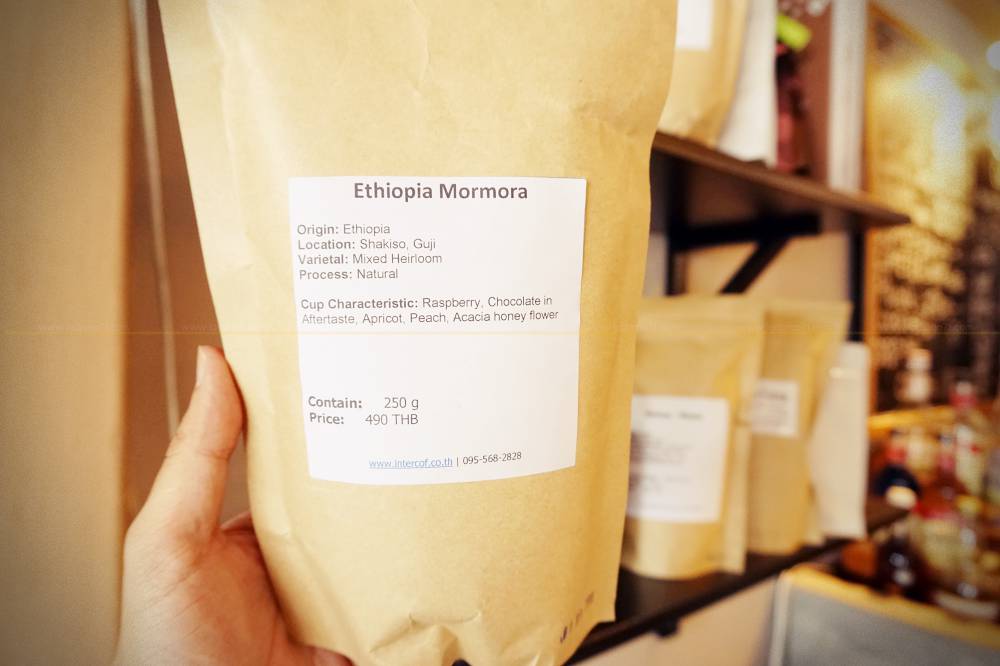 Ethiopia Mormora
Origin: Ethiopia
Location: Shakiso, Guji
Varietal: Mixed Heirloom
Process: Natural
Cup Characteristic: Raspberry, Chocolate in
Aftertaste, Apricot, Peach, Acacia honey flower
Contain: 250 g
Price: 490 THB
www.intercof.co.th | 095-568-2828